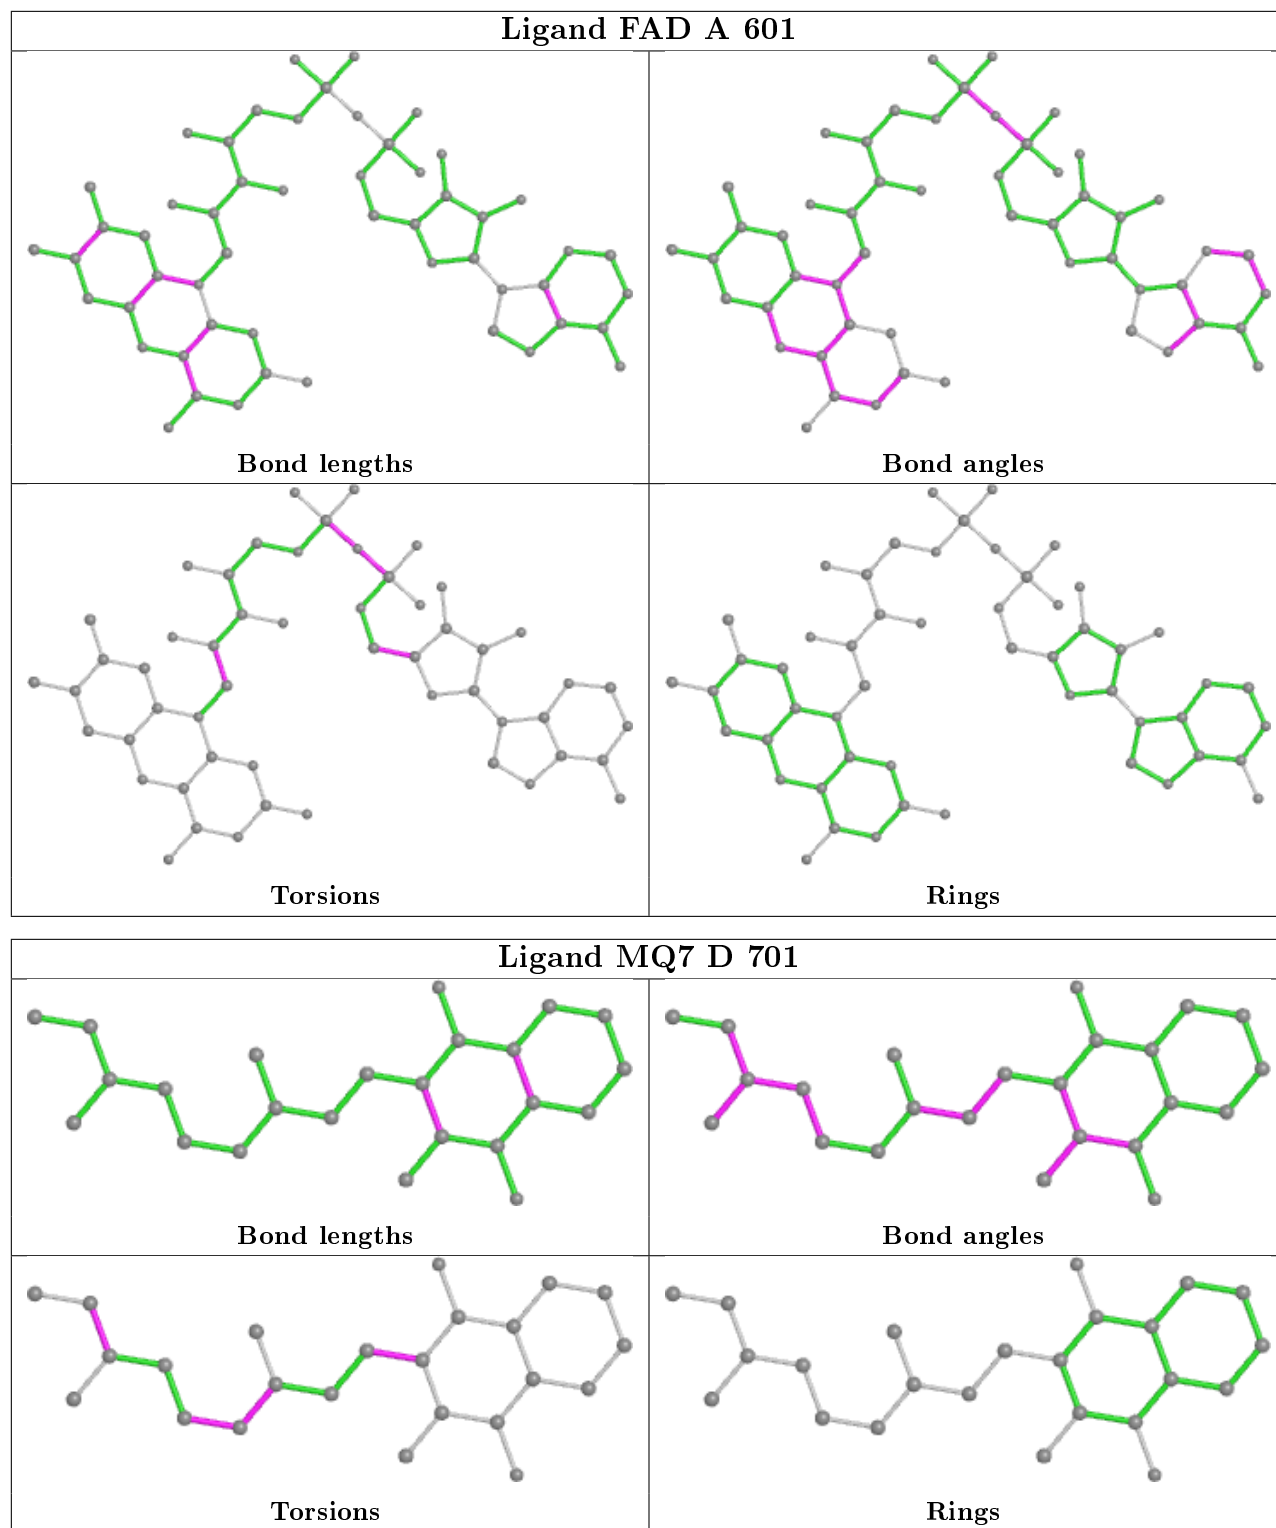 Ligand FAD A 601
Bond lengths
Bond angles
Torsions
Rings
Ligand MQ7 D 701
Bond lengths
Bond angles
Torsions
Rings